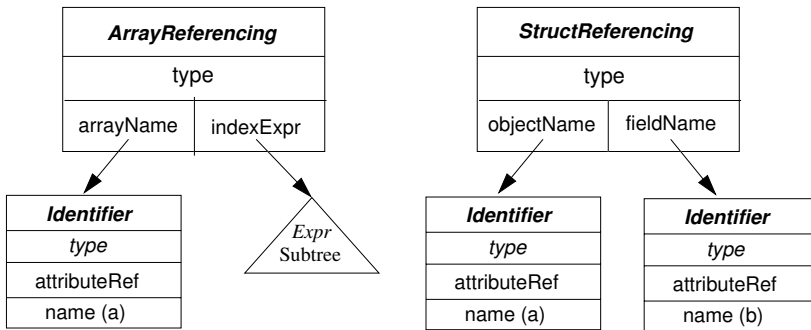 ArrayReferencing
type
arrayName indexExpr
Identifier
type
attributeRef
name (a)
Expr
Subtree
StructReferencing
type
objectName fieldName
Identifier
type
attributeRef
name (a)
Identifier
type
attributeRef
name (b)